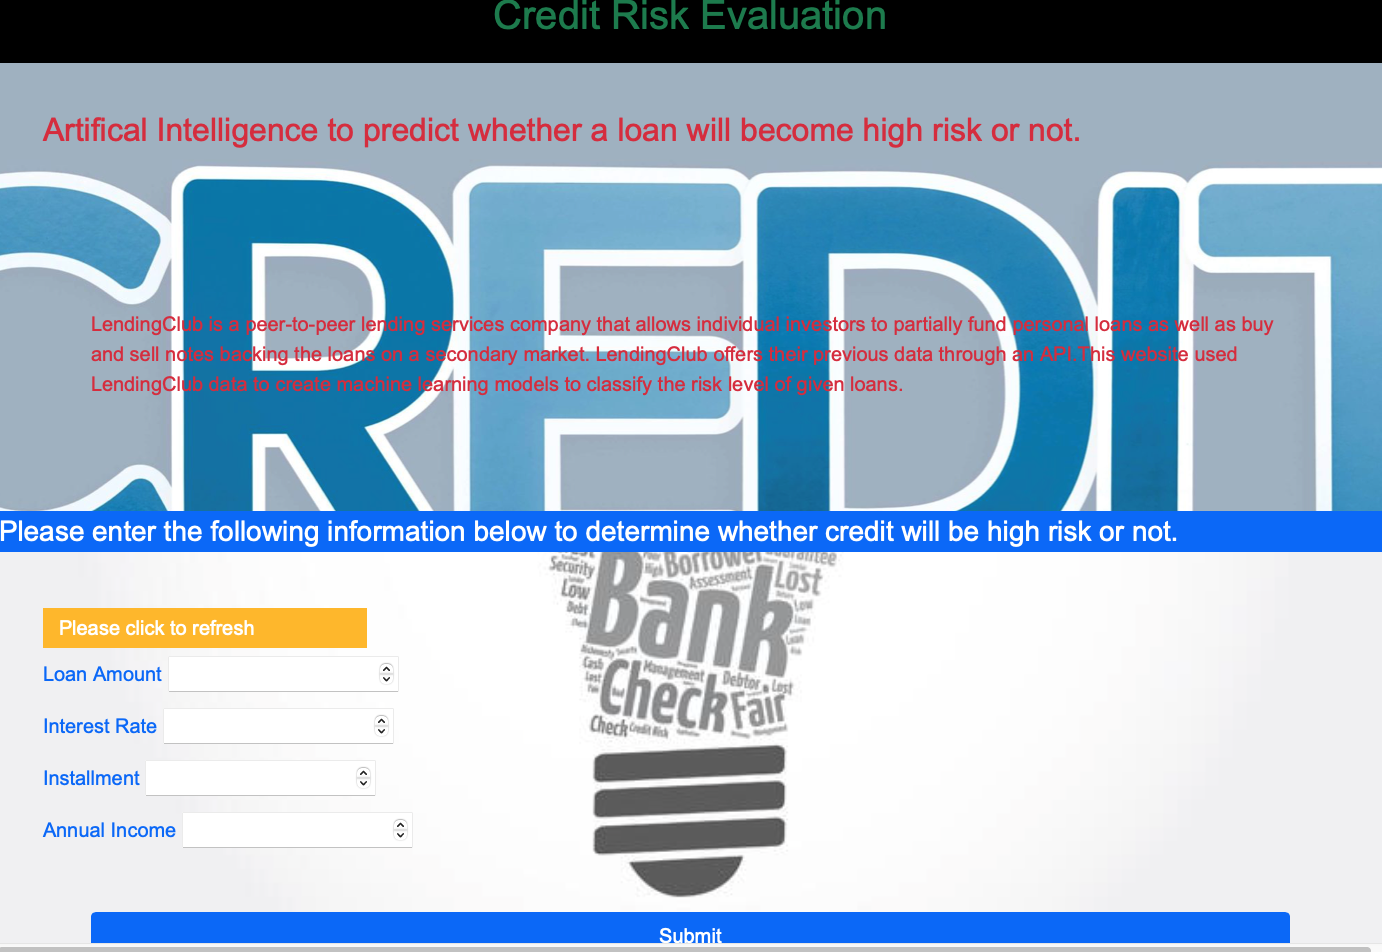 Credit Risk Evaluation
Artifical Intelligence to predict whether a loan will become high risk or not.
CREDIT
LendingClub is a peer-to-peer lending services company that allows individual investors to partially fund personal loans as well as buy
and sell notes backing the loans on a secondary market. LendingClub offers their previous data through an API.This website used
LendingClub data to create machine learning models to classify the risk level of given loans.
Please enter the following information below to determine whether credit will be high risk or not.
Borrower
Security
High
Assessment
Lost
Low
Bank
Debt
Low
Loan
Cash
Management
Debtor
Lost
Lost
Check
Fair
Check
Credit Risk
Please click to refresh
Loan Amount
Interest Rate
Installment
Annual Income
Submit